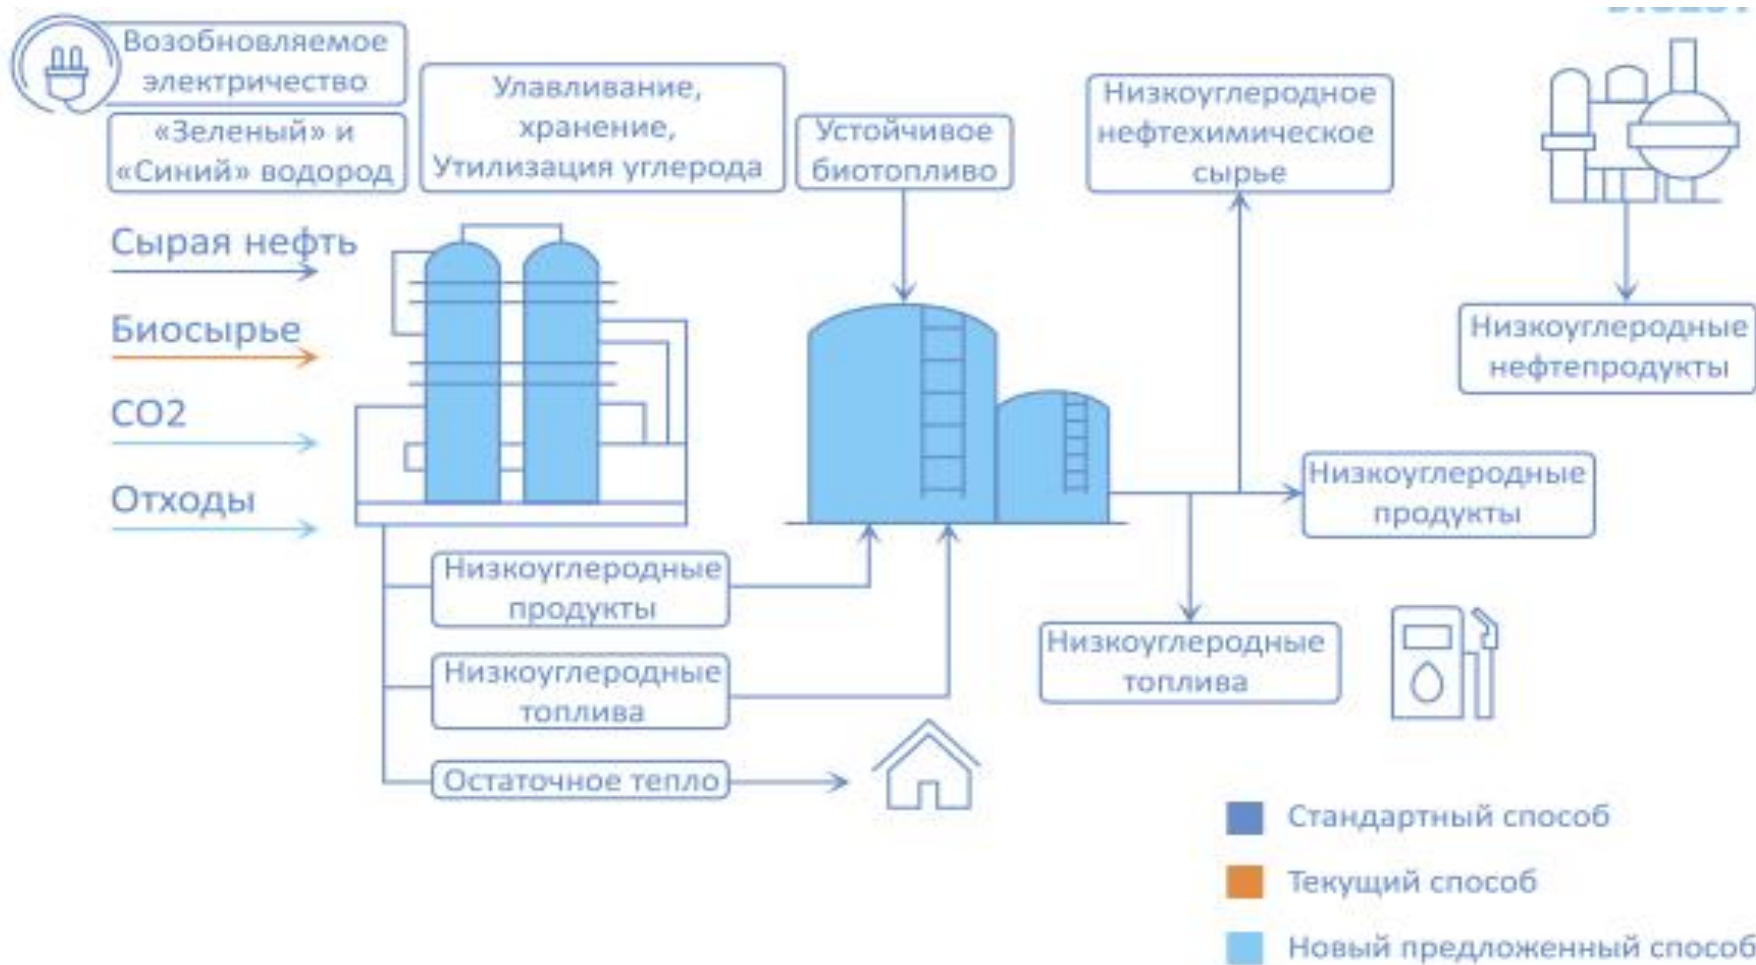 Возобновляемое
электричество
«Зеленый» и
«Синий» водород
Улавливание,
хранение,
Утилизация углерода
Устойчивое
биотопливо
Низкоуглеродное
нефтехимическое
сырье
Сырая нефть
Биосырье
CO2
Отходы
Низкоуглеродные
нефтепродукты
Низкоуглеродные
продукты
Низкоуглеродные
продукты
Низкоуглеродные
топлива
Низкоуглеродные
топлива
Остаточное тепло
Стандартный способ
Текущий способ
Новый предложенный способ